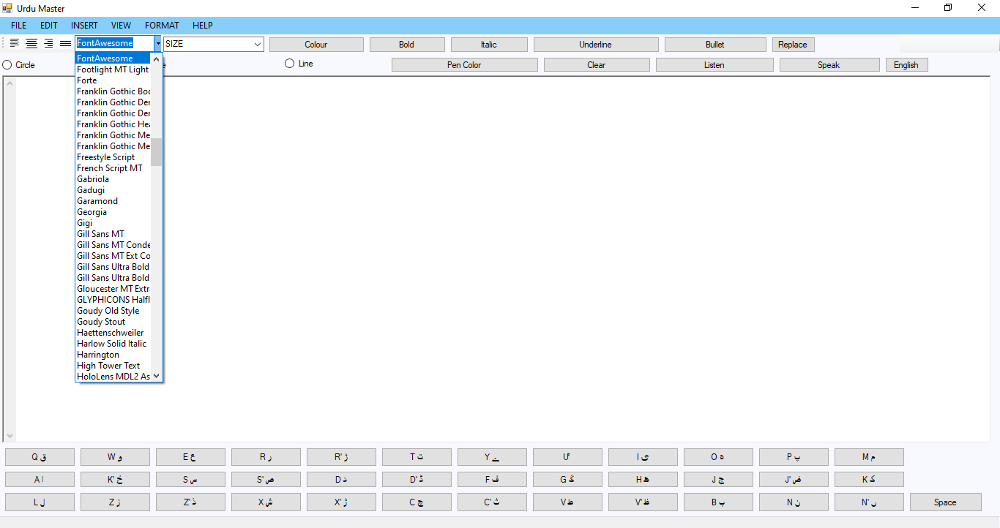 Urdu Master
FILE EDIT INSERT VIEW FORMAT HELP
FontAwesome SIZE Colour Bold Italic Underline Bullet Replace
Circle Line Pen Color Clear Listen Speak English
FontAwesome
Footlight MT Light
Forte
Franklin Gothic Boo
Franklin Gothic Der
Franklin Gothic Der
Franklin Gothic Hea
Franklin Gothic Me
Franklin Gothic Me
Freestyle Script
French Script MT
Gabriola
Gadugi
Garamond
Georgia
Gigi
Gill Sans MT
Gill Sans MT Conde
Gill Sans MT Ext Co
Gill Sans Ultra Bold
Gill Sans Ultra Bold
Gloucester MT Extr
GLYPHICONS Halfl
Goudy Old Style
Goudy Stout
Haettenschweiler
Harlow Solid Italic
Harrington
High Tower Text
HoloLens MDL2 As
Q ق W و E ع R ر R' ڑ T ت Y ے U' I ی O ہ P پ M م
A ا K' خ S س S' ص D د D' ڈ F ف G گ H ھ J ج J' ض K ک
L ل Z ز Z' ذ X ش X' ژ C چ C' ث V ط V' ظ B ب N ن N' ں Space